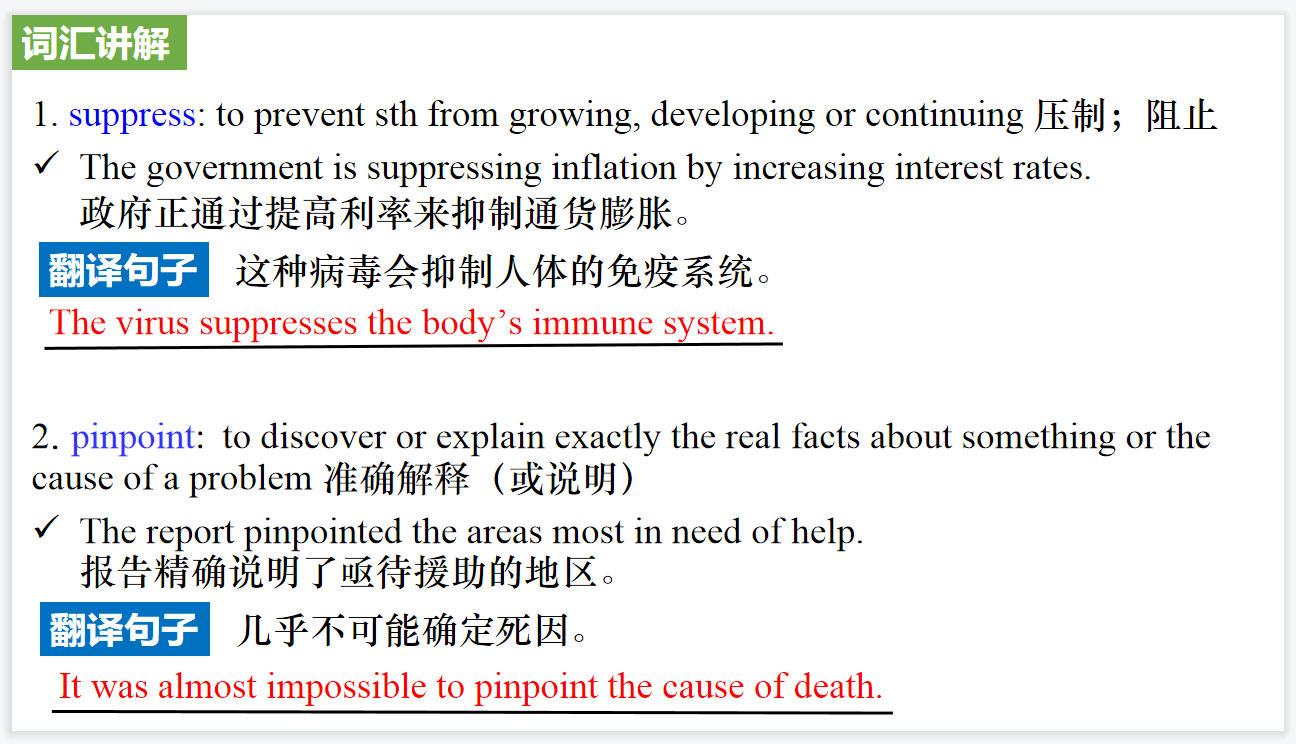 词汇讲解
1. suppress: to prevent sth from growing, developing or continuing 压制；阻止
✓ The government is suppressing inflation by increasing interest rates.
政府正通过提高利率来抑制通货膨胀。
翻译句子 这种病毒会抑制人体的免疫系统。
The virus suppresses the body’s immune system.
2. pinpoint: to discover or explain exactly the real facts about something or the
cause of a problem 准确解释（或说明）
✓ The report pinpointed the areas most in need of help.
报告精确说明了亟待援助的地区。
翻译句子 几乎不可能确定死因。
It was almost impossible to pinpoint the cause of death.